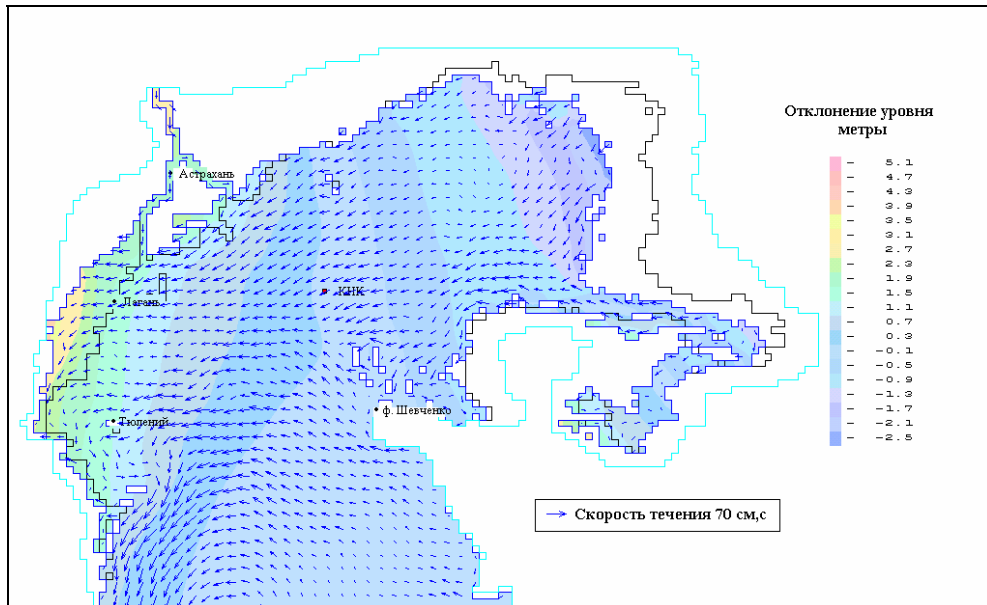 Отклонение уровня
метры
- 5.1
- 4.7
- 4.3
- 3.9
- 3.5
- 3.1
- 2.7
- 2.3
- 1.9
- 1.5
- 1.1
- 0.7
- 0.3
- -0.1
- -0.5
- -0.9
- -1.3
- -1.7
- -2.1
- -2.5
Астрахань
КНК
Лагань
ф. Шевченко
Тюлений
Скорость течения 70 см,с